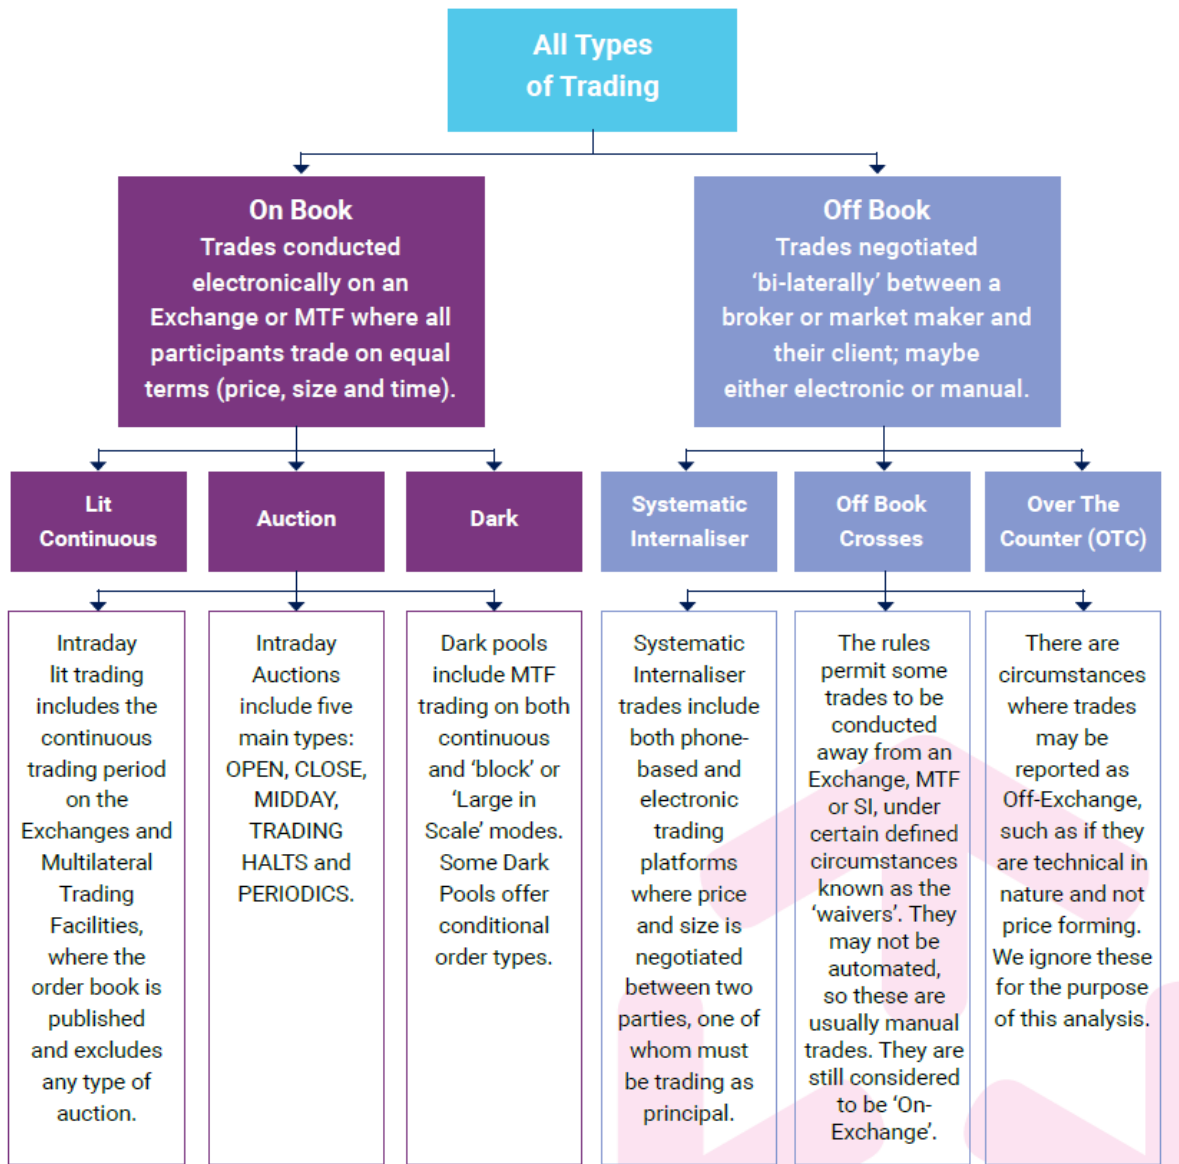 All Types
of Trading
On Book
Trades conducted
electronically on an
Exchange or MTF where all
participants trade on equal
terms (price, size and time).
Off Book
Trades negotiated
‘bi-laterally’ between a
broker or market maker and
their client; maybe
either electronic or manual.
Lit
Continuous
Auction
Dark
Systematic
Internaliser
Off Book
Crosses
Over The
Counter (OTC)
Intraday
lit trading
includes the
continuous
trading period
on the
Exchanges and
Multilateral
Trading
Facilities,
where the
order book is
published
and excludes
any type of
auction.
Intraday
Auctions
include five
main types:
OPEN, CLOSE,
MIDDAY,
TRADING
HALTS and
PERIODICS.
Dark pools
include MTF
trading on both
continuous
and ‘block’ or
‘Large in
Scale’ modes.
Some Dark
Pools offer
conditional
order types.
Systematic
Internaliser
trades include
both phone-
based and
electronic
trading
platforms
where price
and size is
negotiated
between two
parties, one of
whom must
be trading as
principal.
The rules
permit some
trades to be
conducted
away from an
Exchange, MTF
or SI, under
certain defined
circumstances
known as the
‘waivers’. They
may not be
automated,
so these are
usually manual
trades. They are
still considered
to be ‘On-
Exchange’.
There are
circumstances
where trades
may be
reported as
Off-Exchange,
such as if they
are technical in
nature and not
price forming.
We ignore these
for the purpose
of this analysis.